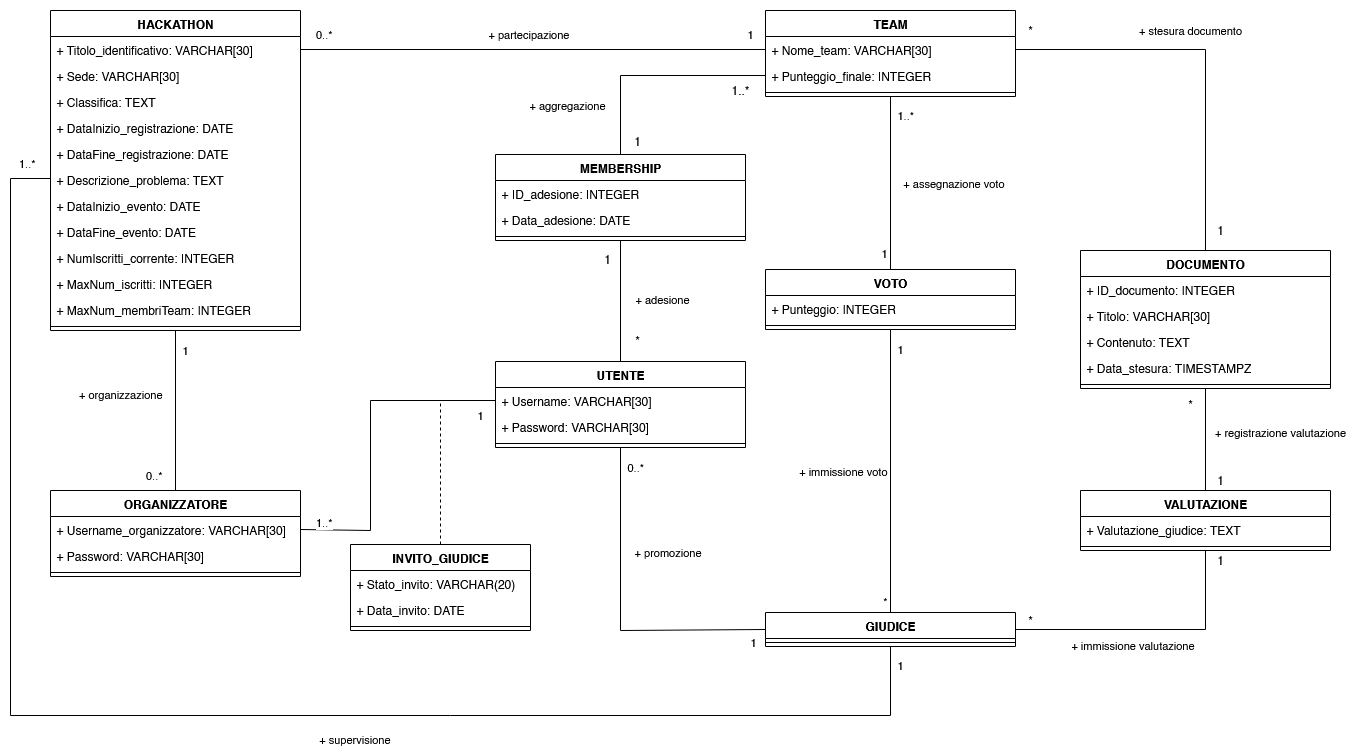 HACKATHON
+ Titolo_identificativo: VARCHAR[30]
+ Sede: VARCHAR[30]
+ Classifica: TEXT
+ DataInizio_registrazione: DATE
+ DataFine_registrazione: DATE
+ Descrizione_problema: TEXT
+ DataInizio_evento: DATE
+ DataFine_evento: DATE
+ NumIscritti_corrente: INTEGER
+ MaxNum_iscritti: INTEGER
+ MaxNum_membriTeam: INTEGER
0..*
+ partecipazione
1
TEAM
+ Nome_team: VARCHAR[30]
+ Punteggio_finale: INTEGER
*
+ stesura documento
1
1..*
+ aggregazione
1
MEMBERSHIP
+ ID_adesione: INTEGER
+ Data_adesione: DATE
1
+ adesione
*
1..*
+ assegnazione voto
1
VOTO
+ Punteggio: INTEGER
1
+ immissione voto
*
DOCUMENTO
+ ID_documento: INTEGER
+ Titolo: VARCHAR[30]
+ Contenuto: TEXT
+ Data_stesura: TIMESTAMPZ
*
+ registrazione valutazione
1
VALUTAZIONE
+ Valutazione_giudice: TEXT
1
+ immissione valutazione
*
UTENTE
+ Username: VARCHAR[30]
+ Password: VARCHAR[30]
1
1..*
0..*
+ promozione
1
1
+ organizzazione
0..*
ORGANIZZATORE
+ Username_organizzatore: VARCHAR[30]
+ Password: VARCHAR[30]
INVITO_GIUDICE
+ Stato_invito: VARCHAR(20)
+ Data_invito: DATE
GIUDICE
1
1..*
+ supervisione